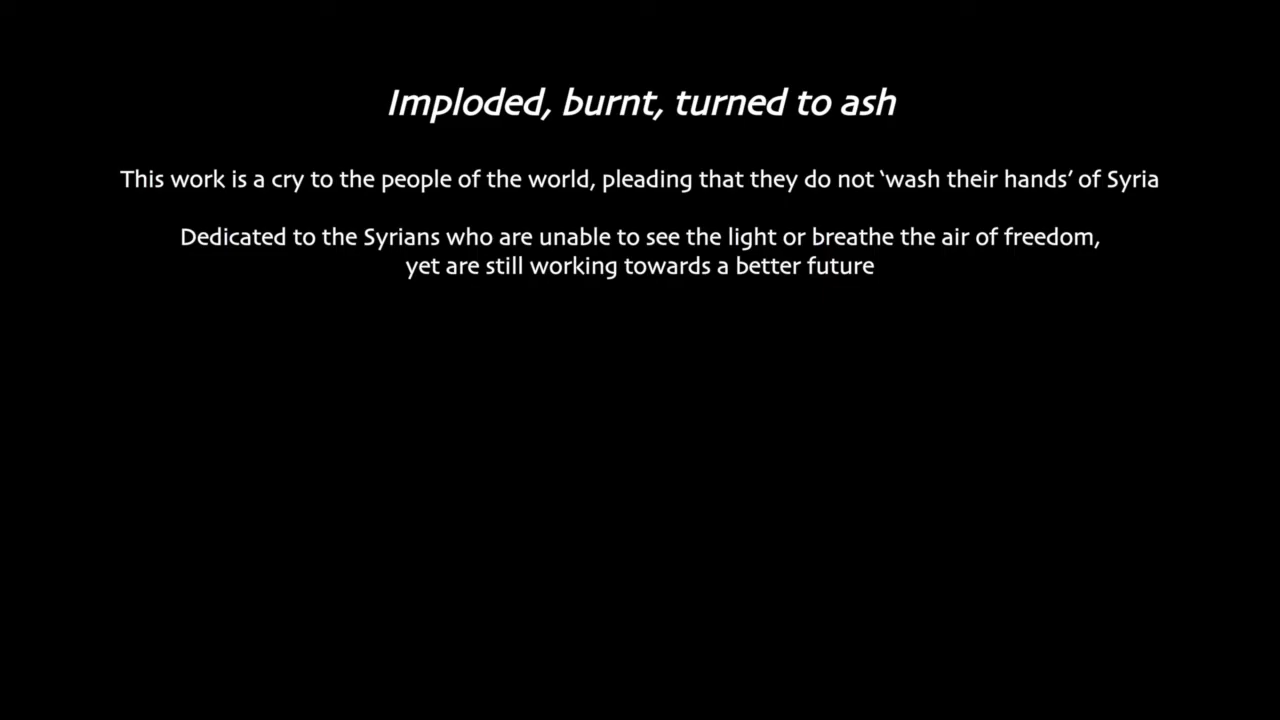 Imploded, burnt, turned to ash
This work is a cry to the people of the world, pleading that they do not ‘wash their hands’ of Syria
Dedicated to the Syrians who are unable to see the light or breathe the air of freedom,
yet are still working towards a better future